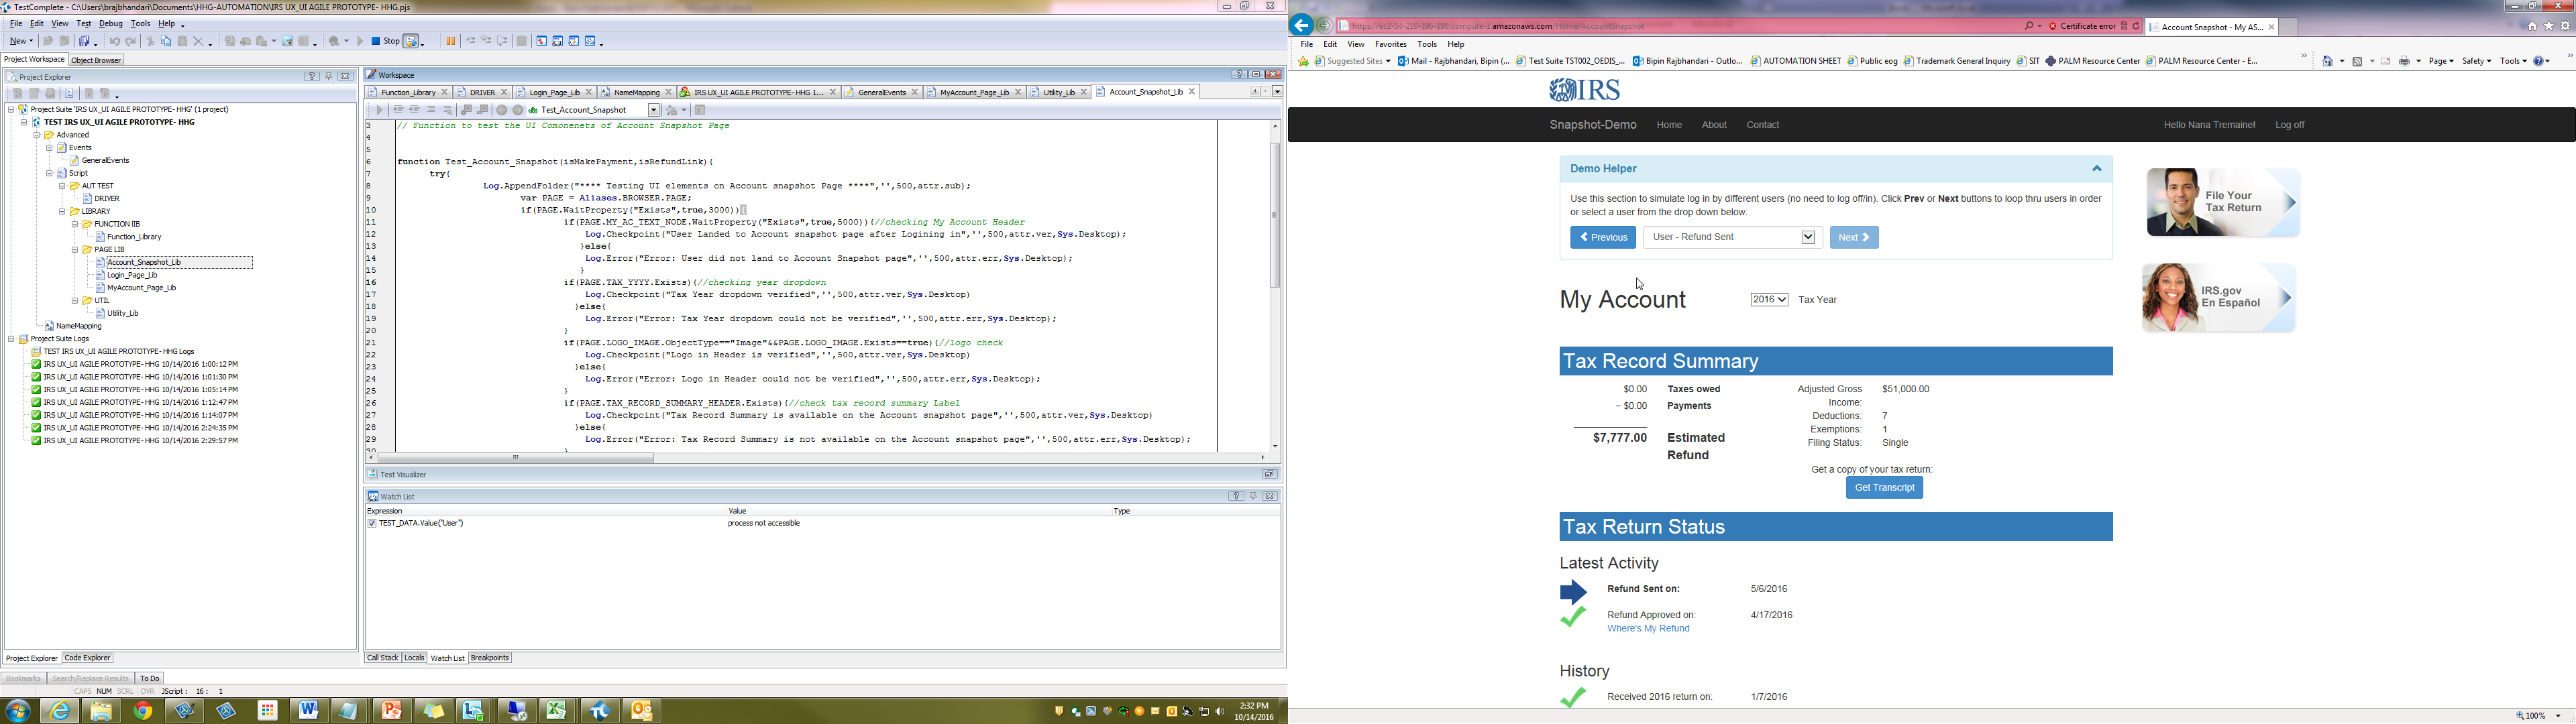 TestComplete - C:\Users\brajbhandari\Documents\HHG-AUTOMATION\IRS UX_UI AGILE PROTOTYPE- HHG.pjs
File Edit View Test Debug Tools Help
New Stop
Project Workspace Object Browser
Project Explorer
Project Suite 'IRS UX_UI AGILE PROTOTYPE- HHG' (1 project)
TEST IRS UX_UI AGILE PROTOTYPE- HHG
Advanced
Events
GeneralEvents
Script
AUT TEST
DRIVER
LIBRARY
FUNCTION lIB
Function_Library
PAGE LIB
Account_Snapshot_Lib
Login_Page_Lib
MyAccount_Page_Lib
UTIL
Utility_Lib
NameMapping
Project Suite Logs
TEST IRS UX_UI AGILE PROTOTYPE- HHG Logs
IRS UX_UI AGILE PROTOTYPE- HHG 10/14/2016 1:00:12 PM
IRS UX_UI AGILE PROTOTYPE- HHG 10/14/2016 1:01:30 PM
IRS UX_UI AGILE PROTOTYPE- HHG 10/14/2016 1:05:14 PM
IRS UX_UI AGILE PROTOTYPE- HHG 10/14/2016 1:12:47 PM
IRS UX_UI AGILE PROTOTYPE- HHG 10/14/2016 1:14:07 PM
IRS UX_UI AGILE PROTOTYPE- HHG 10/14/2016 2:24:35 PM
IRS UX_UI AGILE PROTOTYPE- HHG 10/14/2016 2:29:57 PM
Project Explorer Code Explorer
Bookmarks Search/Replace Results To Do
CAPS NUM SCRL OVR JScript : 16 : 1
Workspace
Function_Library DRIVER Login_Page_Lib NameMapping IRS UX_UI AGILE PROTOTYPE- HHG 1... GeneralEvents MyAccount_Page_Lib Utility_Lib Account_Snapshot_Lib
Test_Account_Snapshot
3 // Function to test the UI Comonenets of Account Snapshot Page
4
5
6 function Test_Account_Snapshot(isMakePayment,isRefundLink){
7 try{
8 Log.AppendFolder("**** Testing UI elements on Account snapshot Page ****",'',500,attr.sub);
9 var PAGE = Aliases.BROWSER.PAGE;
10 if(PAGE.WaitProperty("Exists",true,3000)){
11 if(PAGE.MY_AC_TEXT_NODE.WaitProperty("Exists",true,5000)){//checking My Account Header
12 Log.Checkpoint("User Landed to Account snapshot page after Logining in",'',500,attr.ver,Sys.Desktop);
13 }else{
14 Log.Error("Error: User did not land to Account Snapshot page",'',500,attr.err,Sys.Desktop);
15 }
16 if(PAGE.TAX_YYYY.Exists){//checking year dropdown
17 Log.Checkpoint("Tax Year dropdown verified",'',500,attr.ver,Sys.Desktop)
18 }else{
19 Log.Error("Error: Tax Year dropdown could not be verified",'',500,attr.err,Sys.Desktop);
20 }
21 if(PAGE.LOGO_IMAGE.ObjectType=="Image"&&PAGE.LOGO_IMAGE.Exists==true){//logo check
22 Log.Checkpoint("Logo in Header is verified",'',500,attr.ver,Sys.Desktop)
23 }else{
24 Log.Error("Error: Logo in Header could not be verified",'',500,attr.err,Sys.Desktop);
25 }
26 if(PAGE.TAX_RECORD_SUMMARY_HEADER.Exists){//check tax record summary Label
27 Log.Checkpoint("Tax Record Summary is available on the Account snapshot page",'',500,attr.ver,Sys.Desktop)
28 }else{
29 Log.Error("Error: Tax Record Summary is not available on the Account snapshot page",'',500,attr.err,Sys.Desktop);
30 }
Test Visualizer
Watch List
Expression Value Type
TEST_DATA.Value("User") process not accessible
Call Stack Locals Watch List Breakpoints
2:32 PM
10/14/2016
https://ec2-54-210-196-190.compute-1.amazonaws.com/Home/AccountSnapshot Certificate error Account Snapshot - My AS...
File Edit View Favorites Tools Help
Suggested Sites Mail - Rajbhandari, Bipin (... Test Suite TST002_OEDIS_... Bipin Rajbhandari - Outlo... AUTOMATION SHEET Public eog Trademark General Inquiry SIT PALM Resource Center PALM Resource Center - E... Page Safety Tools
IRS
Snapshot-Demo Home About Contact Hello Nana Tremaine! Log off
Demo Helper
Use this section to simulate log in by different users (no need to log off/in). Click Prev or Next buttons to loop thru users in order
or select a user from the drop down below.
Previous User - Refund Sent Next
File Your
Tax Return
IRS.gov
En Español
My Account 2016 Tax Year
Tax Record Summary
$0.00 Taxes owed
− $0.00 Payments
$7,777.00 Estimated
Refund
Adjusted Gross $51,000.00
Income:
Deductions: 7
Exemptions: 1
Filing Status: Single
Get a copy of your tax return:
Get Transcript
Tax Return Status
Latest Activity
Refund Sent on: 5/6/2016
Refund Approved on: 4/17/2016
Where's My Refund
History
Received 2016 return on: 1/7/2016
100%